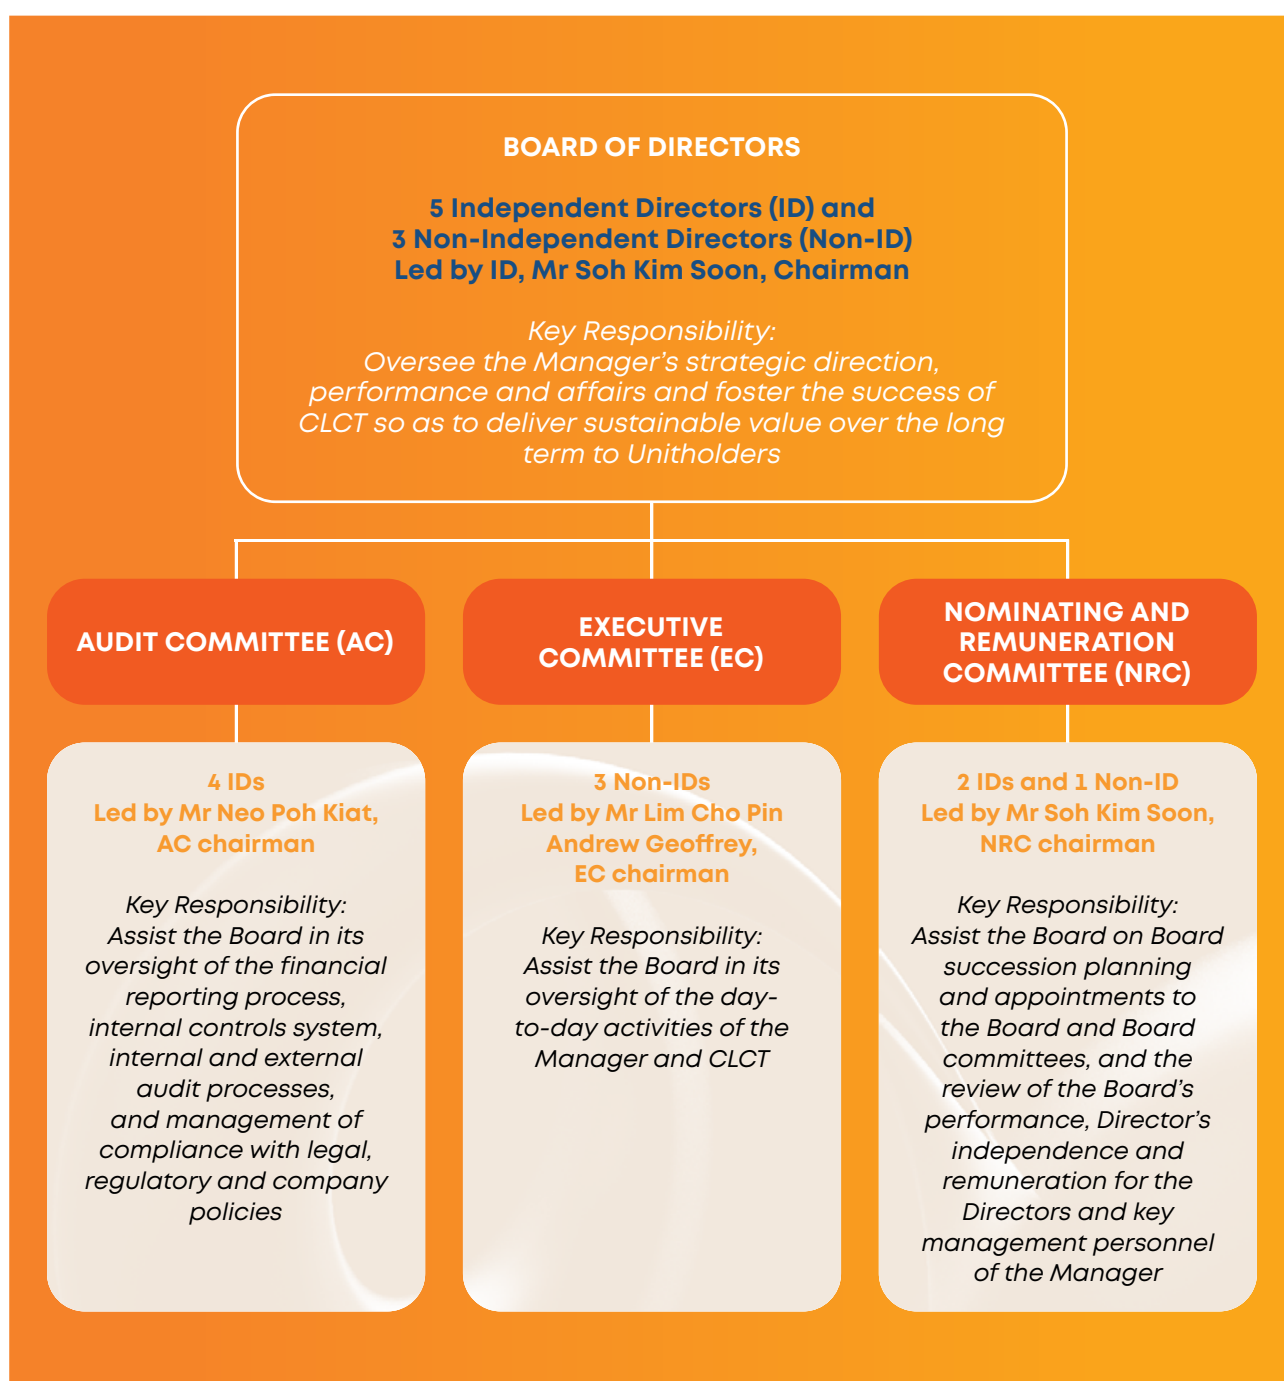 BOARD OF DIRECTORS
5 Independent Directors (ID) and
3 Non-Independent Directors (Non-ID)
Led by ID, Mr Soh Kim Soon, Chairman
Key Responsibility:
Oversee the Manager’s strategic direction,
performance and affairs and foster the success of
CLCT so as to deliver sustainable value over the long
term to Unitholders
AUDIT COMMITTEE (AC)
4 IDs
Led by Mr Neo Poh Kiat,
AC chairman
Key Responsibility:
Assist the Board in its
oversight of the financial
reporting process,
internal controls system,
internal and external
audit processes,
and management of
compliance with legal,
regulatory and company
policies
EXECUTIVE
COMMITTEE (EC)
3 Non-IDs
Led by Mr Lim Cho Pin
Andrew Geoffrey,
EC chairman
Key Responsibility:
Assist the Board in its
oversight of the day-
to-day activities of the
Manager and CLCT
NOMINATING AND
REMUNERATION
COMMITTEE (NRC)
2 IDs and 1 Non-ID
Led by Mr Soh Kim Soon,
NRC chairman
Key Responsibility:
Assist the Board on Board
succession planning
and appointments to
the Board and Board
committees, and the
review of the Board’s
performance, Director’s
independence and
remuneration for the
Directors and key
management personnel
of the Manager